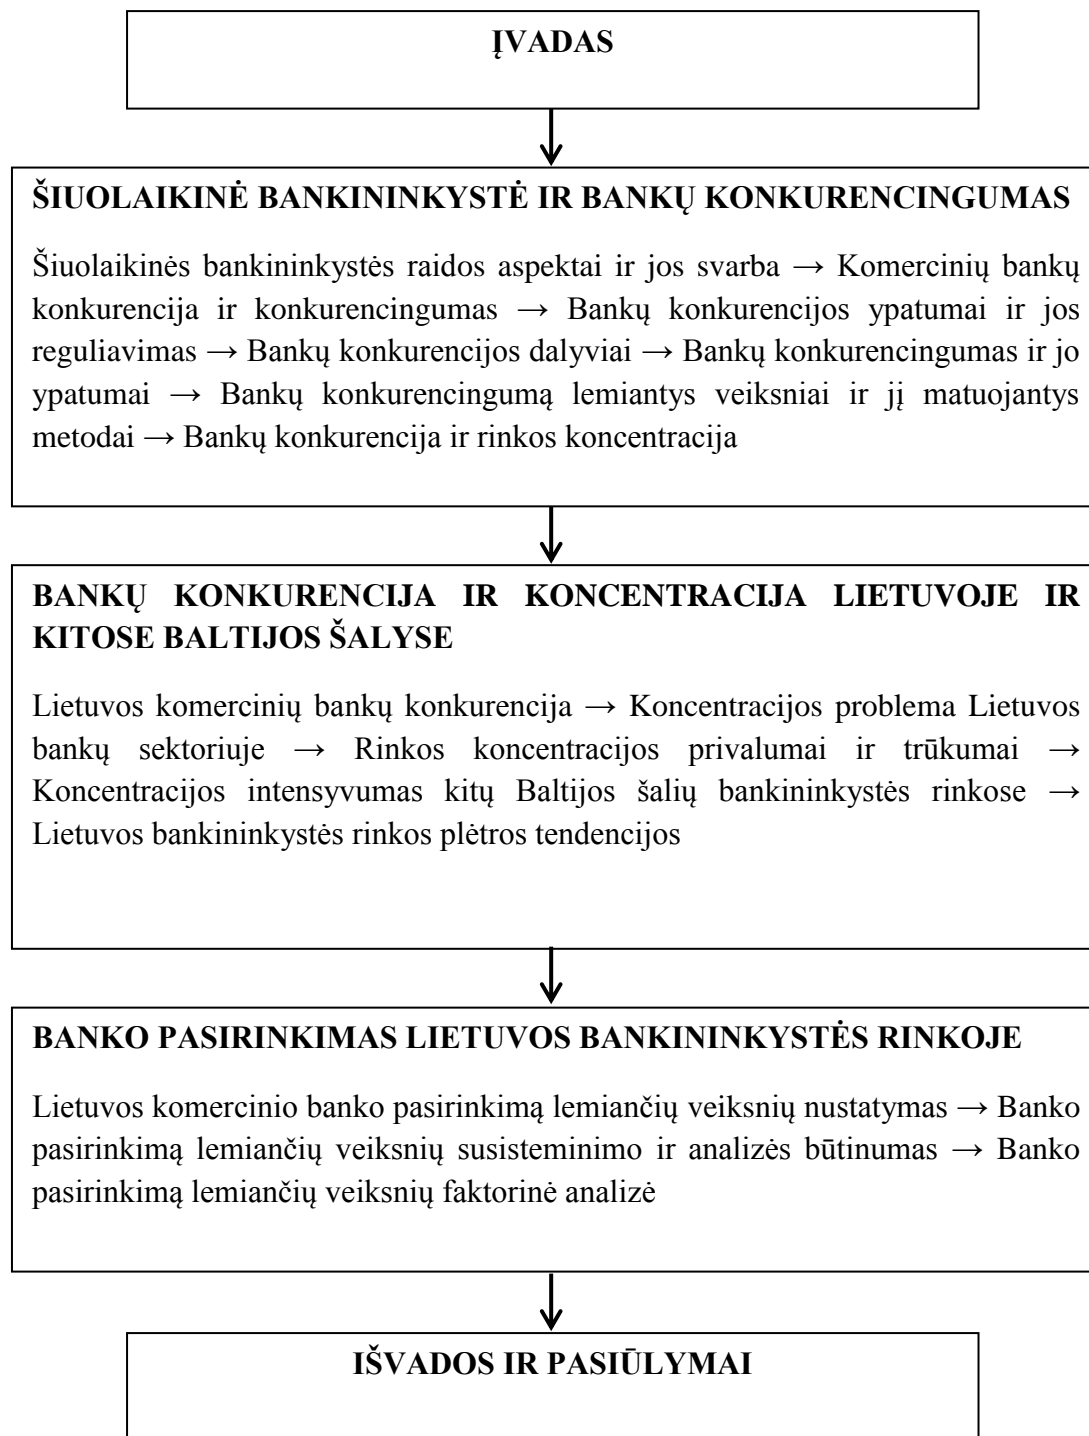 ĮVADAS
ŠIUOLAIKINĖ BANKININKYSTĖ IR BANKŲ KONKURENCINGUMAS
Šiuolaikinės bankininkystės raidos aspektai ir jos svarba → Komercinių bankų
konkurencija ir konkurencingumas → Bankų konkurencijos ypatumai ir jos
reguliavimas → Bankų konkurencijos dalyviai → Bankų konkurencingumas ir jo
ypatumai → Bankų konkurencingumą lemiantys veiksniai ir jį matuojantys
metodai → Bankų konkurencija ir rinkos koncentracija
BANKŲ KONKURENCIJA IR KONCENTRACIJA LIETUVOJE IR
KITOSE BALTIJOS ŠALYSE
Lietuvos komercinių bankų konkurencija → Koncentracijos problema Lietuvos
bankų sektoriuje → Rinkos koncentracijos privalumai ir trūkumai →
Koncentracijos intensyvumas kitų Baltijos šalių bankininkystės rinkose →
Lietuvos bankininkystės rinkos plėtros tendencijos
BANKO PASIRINKIMAS LIETUVOS BANKININKYSTĖS RINKOJE
Lietuvos komercinio banko pasirinkimą lemiančių veiksnių nustatymas → Banko
pasirinkimą lemiančių veiksnių susisteminimo ir analizės būtinumas → Banko
pasirinkimą lemiančių veiksnių faktorinė analizė
IŠVADOS IR PASIŪLYMAI